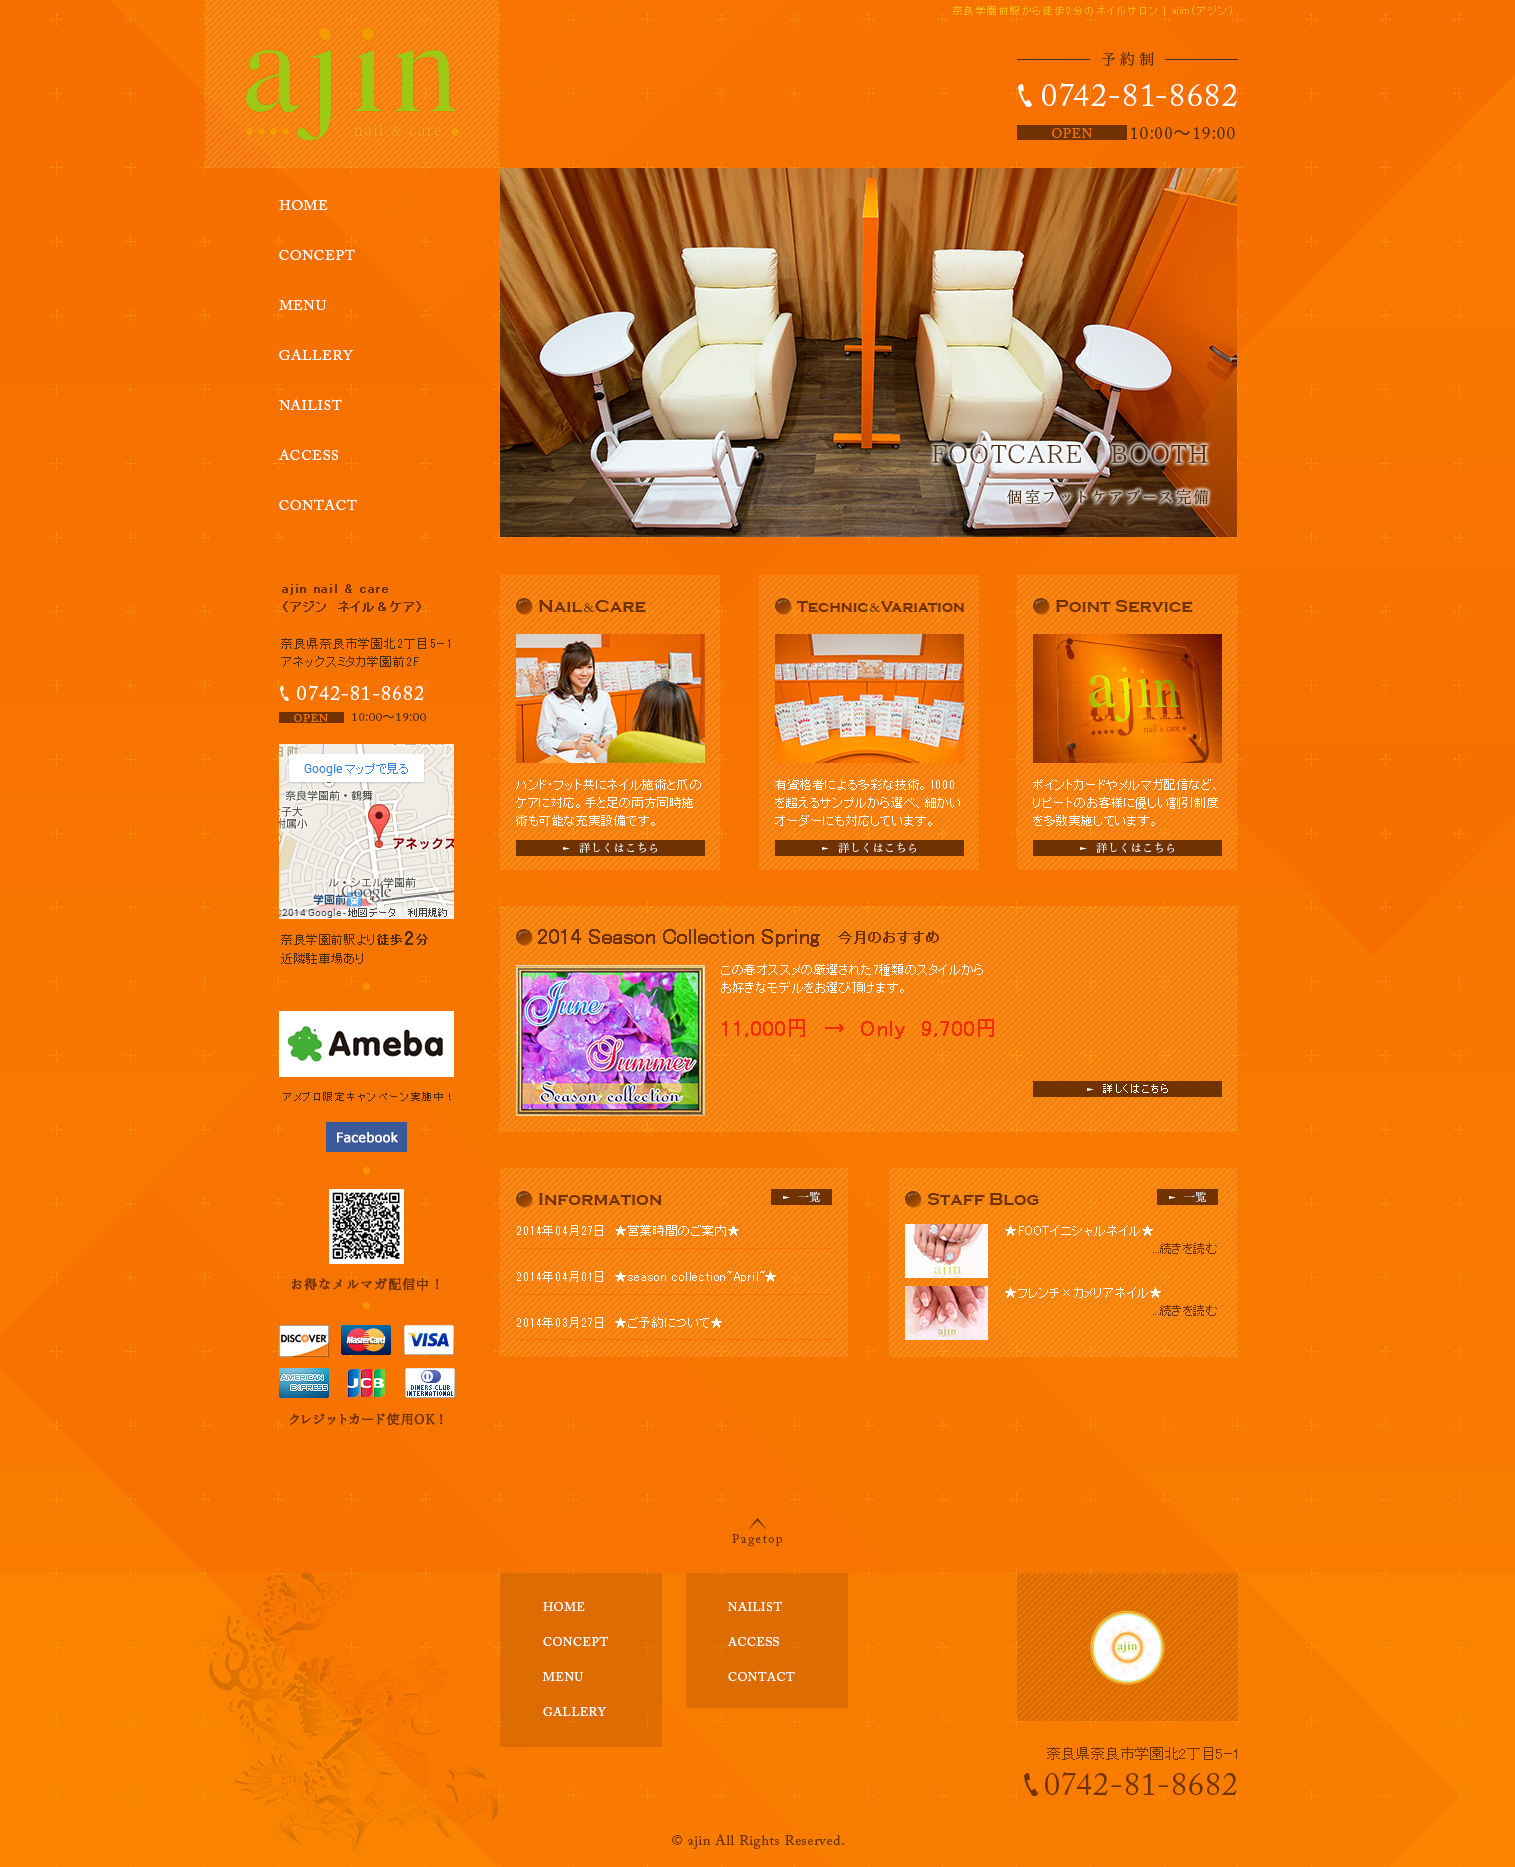 奈良学園前駅から徒歩2分のネイルサロン | ajin(アジン)
ajin
nail & care
予約制
0742-81-8682
OPEN 10:00〜19:00
HOME
CONCEPT
MENU
GALLERY
NAILIST
ACCESS
CONTACT
FOOTCARE BOOTH
個室フットケアブース完備
ajin nail & care
（アジン ネイル＆ケア）
奈良県奈良市学園北2丁目5-1
アネックスミタカ学園前2F
0742-81-8682
OPEN 10:00〜19:00
Google マップで見る
奈良学園前・鶴舞
子大
附属小
アネックス
ル・シエル学園前
Google
学園前
©2014 Google - 地図データ 利用規約
奈良学園前駅より徒歩2分
近隣駐車場あり
Ameba
アメブロ限定キャンペーン実施中！
Facebook
お得なメルマガ配信中！
DISCOVER
MasterCard
VISA
AMERICAN EXPRESS
JCB
DINERS CLUB INTERNATIONAL
クレジットカード使用OK！
NAIL&CARE
ハンド・フット共にネイル施術と爪の
ケアに対応。手と足の両方同時施
術も可能な充実設備です。
► 詳しくはこちら
TECHNIC&VARIATION
有資格者による多彩な技術。1000
を超えるサンプルから選べ、細かい
オーダーにも対応しています。
► 詳しくはこちら
POINT SERVICE
ajin
nail & care
ポイントカードやメルマガ配信など、
リピートのお客様に優しい割引制度
を多数実施しています。
► 詳しくはこちら
2014 Season Collection Spring 今月のおすすめ
June
Summer
Season collection
この春オススメの厳選された7種類のスタイルから
お好きなモデルをお選び頂けます。
11,000円 → Only 9,700円
► 詳しくはこちら
INFORMATION
► 一覧
2014年04月27日 ★営業時間のご案内★
2014年04月01日 ★season collection~April~★
2014年03月27日 ★ご予約について★
STAFF BLOG
► 一覧
ajin
★FOOTイニシャルネイル★
...続きを読む
ajin
★フレンチ×カメリアネイル★
...続きを読む
Pagetop
HOME
CONCEPT
MENU
GALLERY
NAILIST
ACCESS
CONTACT
ajin
奈良県奈良市学園北2丁目5-1
0742-81-8682
© ajin All Rights Reserved.